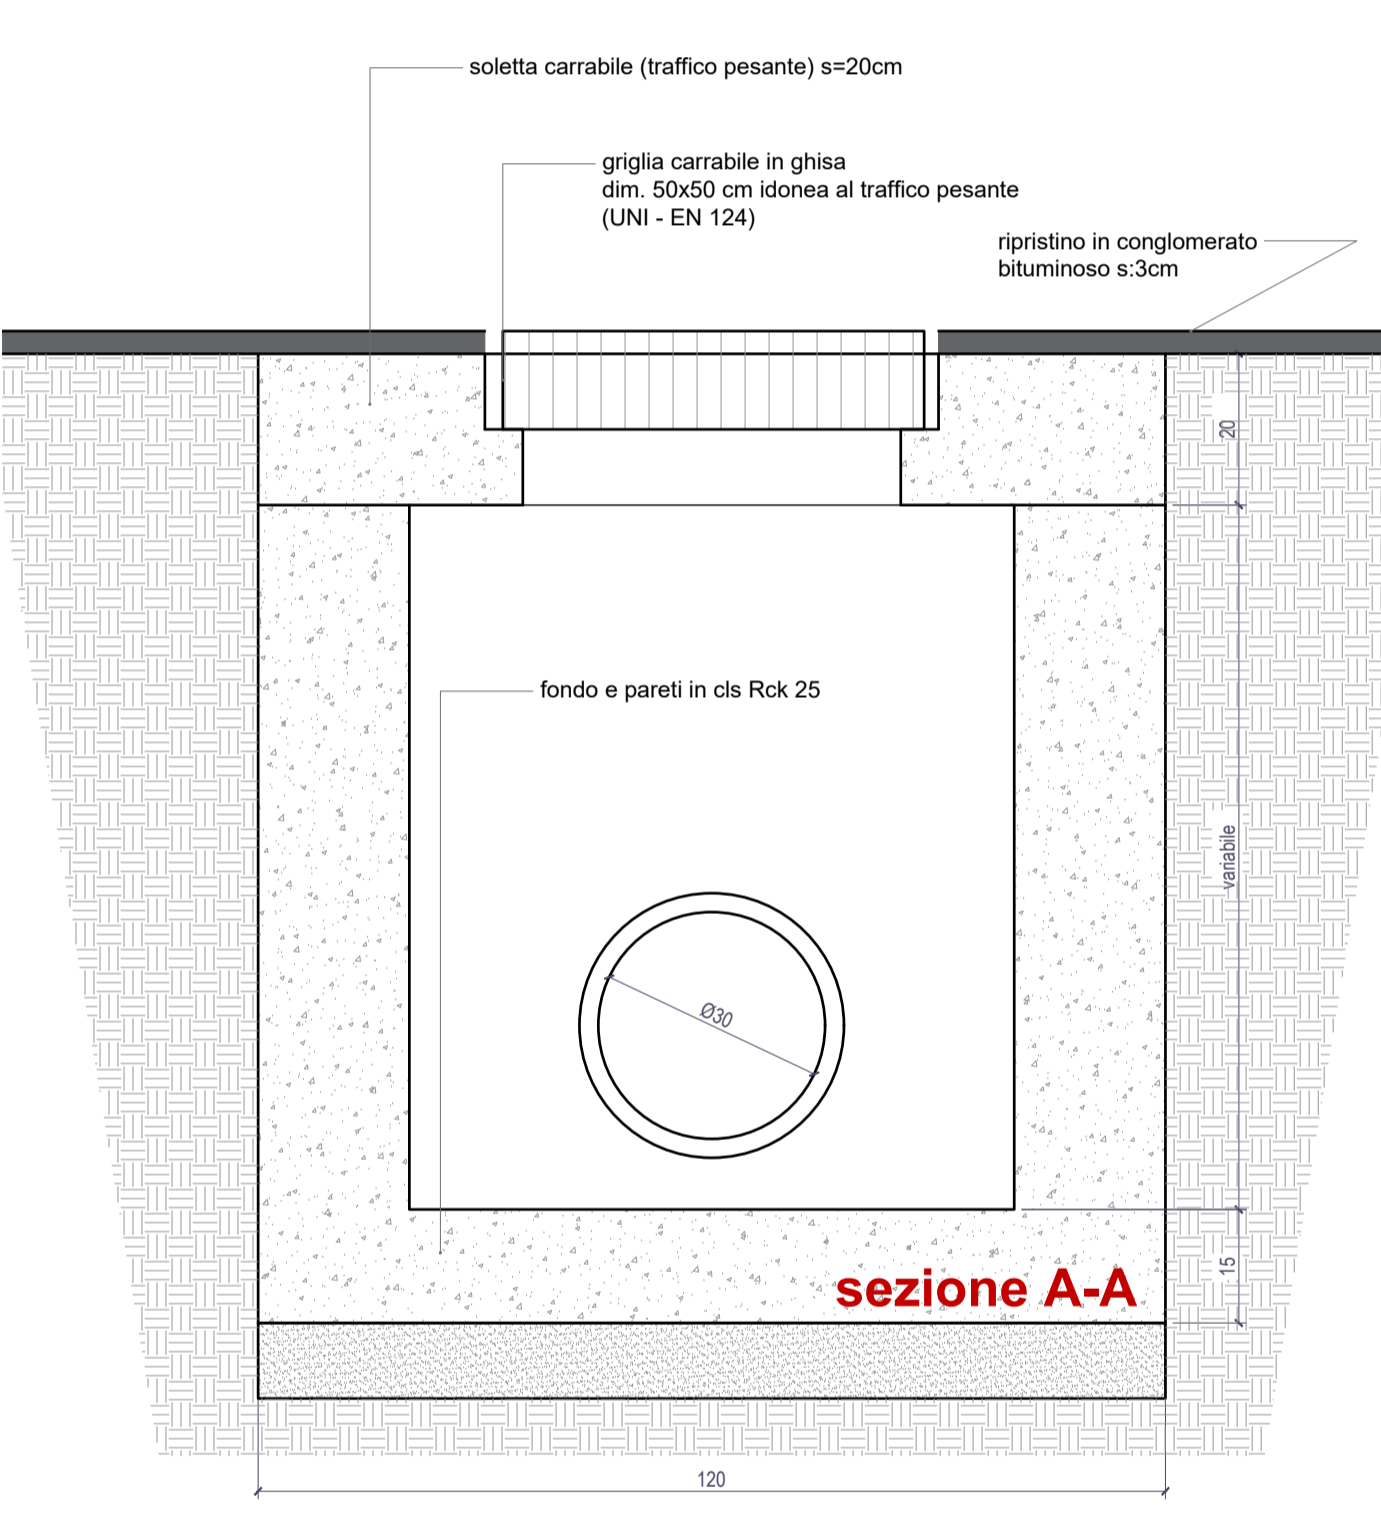 soletta carrabile (traffico pesante) s=20cm
griglia carrabile in ghisa
dim. 50x50 cm idonea al traffico pesante
(UNI - EN 124)
ripristino in conglomerato
bituminoso s:3cm
20
fondo e pareti in cls Rck 25
variabile
Ø30
15
sezione A-A
120